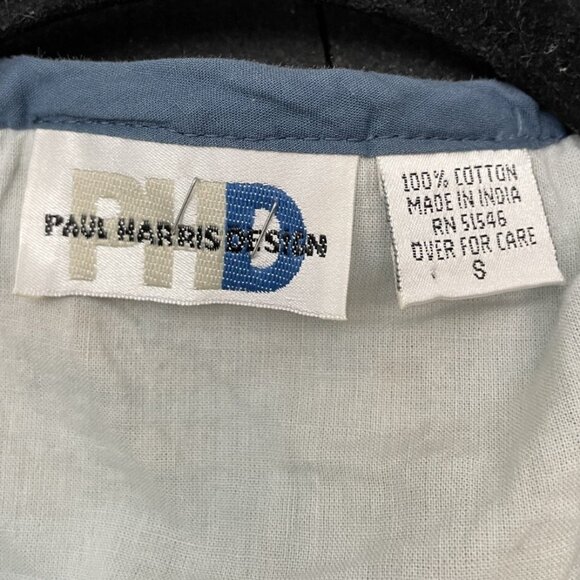 PHD
PAUL HARRIS DESIGN
100% COTTON
MADE IN INDIA
RN 51546
OVER FOR CARE
S